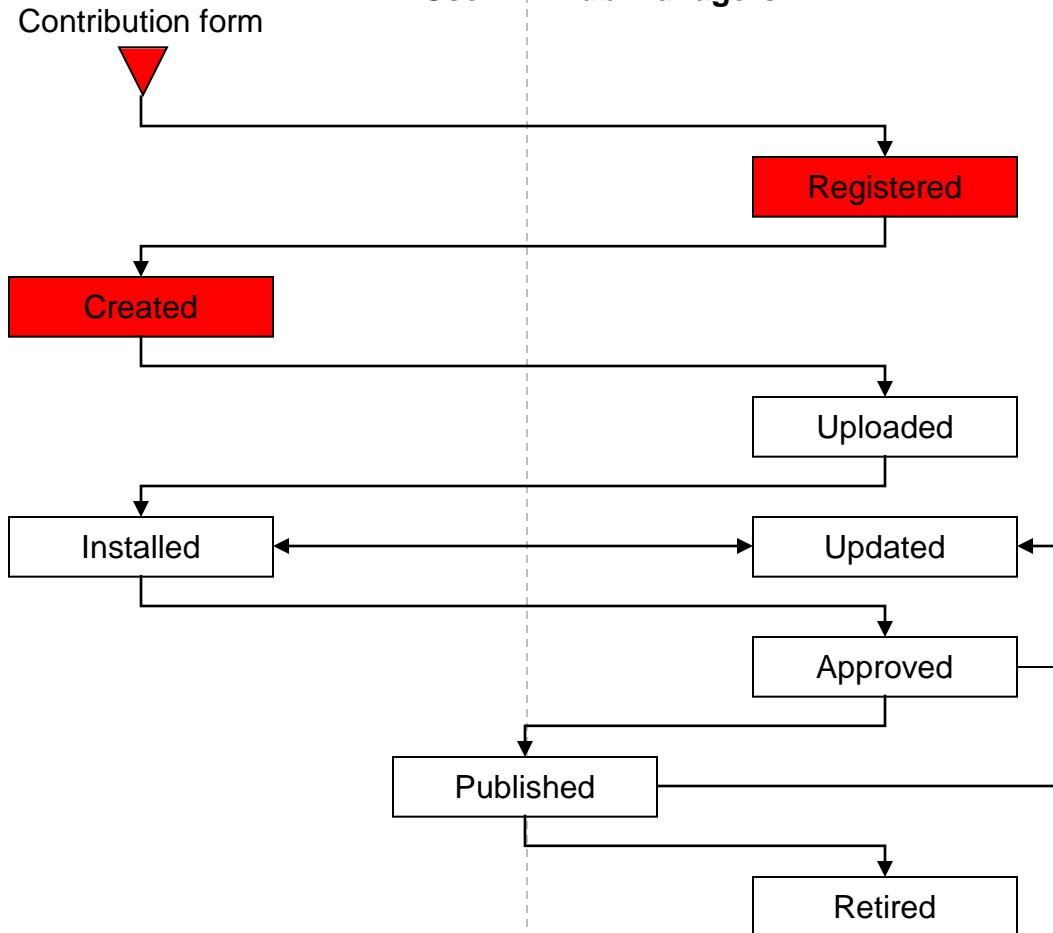 Contribution form
Registered
Created
Uploaded
Installed
Updated
Approved
Published
Retired